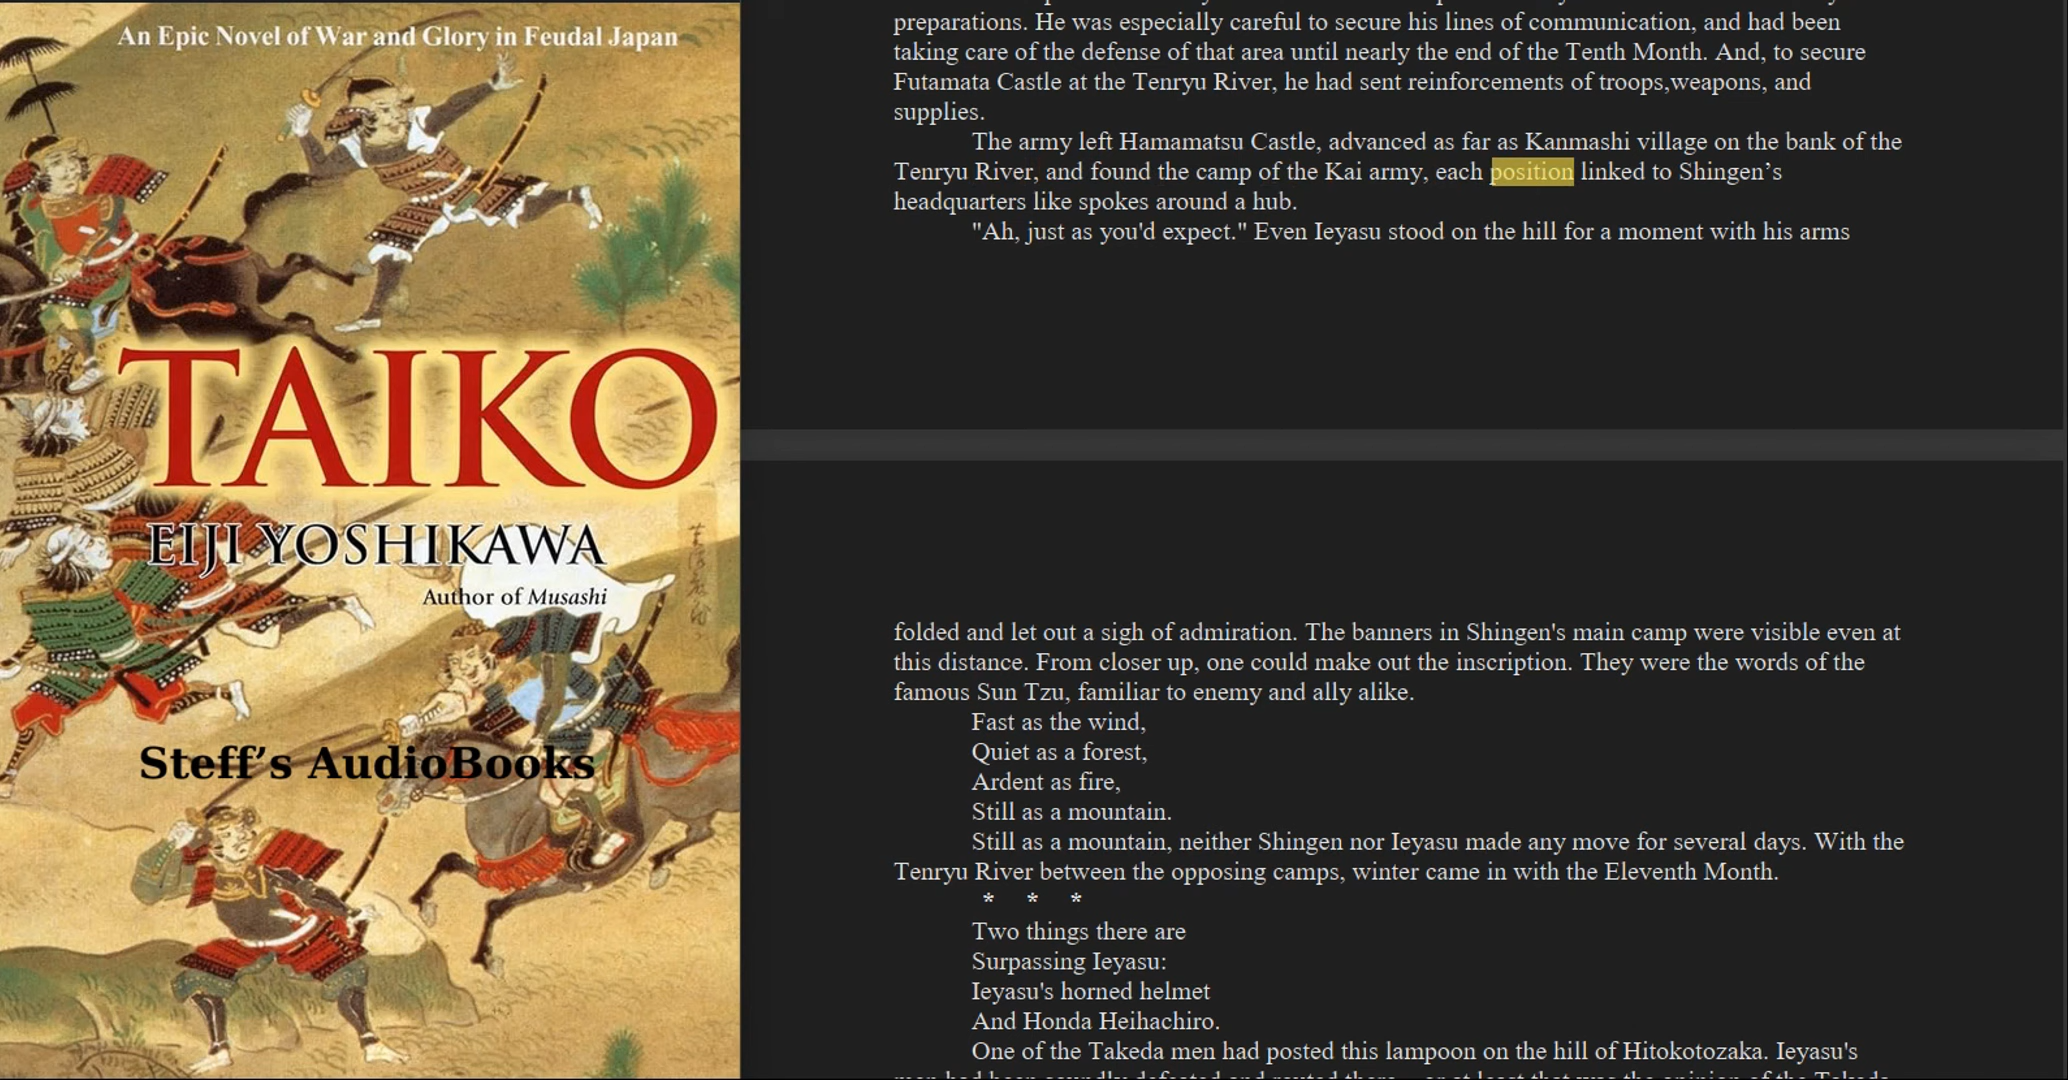 An Epic Novel of War and Glory in Feudal Japan
TAIKO
EIJI YOSHIKAWA
Author of Musashi
Steff’s AudioBooks
preparations. He was especially careful to secure his lines of communication, and had been
taking care of the defense of that area until nearly the end of the Tenth Month. And, to secure
Futamata Castle at the Tenryu River, he had sent reinforcements of troops,weapons, and
supplies.
The army left Hamamatsu Castle, advanced as far as Kanmashi village on the bank of the
Tenryu River, and found the camp of the Kai army, each position linked to Shingen’s
headquarters like spokes around a hub.
"Ah, just as you'd expect." Even Ieyasu stood on the hill for a moment with his arms
folded and let out a sigh of admiration. The banners in Shingen's main camp were visible even at
this distance. From closer up, one could make out the inscription. They were the words of the
famous Sun Tzu, familiar to enemy and ally alike.
Fast as the wind,
Quiet as a forest,
Ardent as fire,
Still as a mountain.
Still as a mountain, neither Shingen nor Ieyasu made any move for several days. With the
Tenryu River between the opposing camps, winter came in with the Eleventh Month.
* * *
Two things there are
Surpassing Ieyasu:
Ieyasu's horned helmet
And Honda Heihachiro.
One of the Takeda men had posted this lampoon on the hill of Hitokotozaka. Ieyasu's